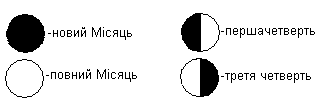 -новий Місяць
-першачетверть
-повний Місяць
-третя четверть